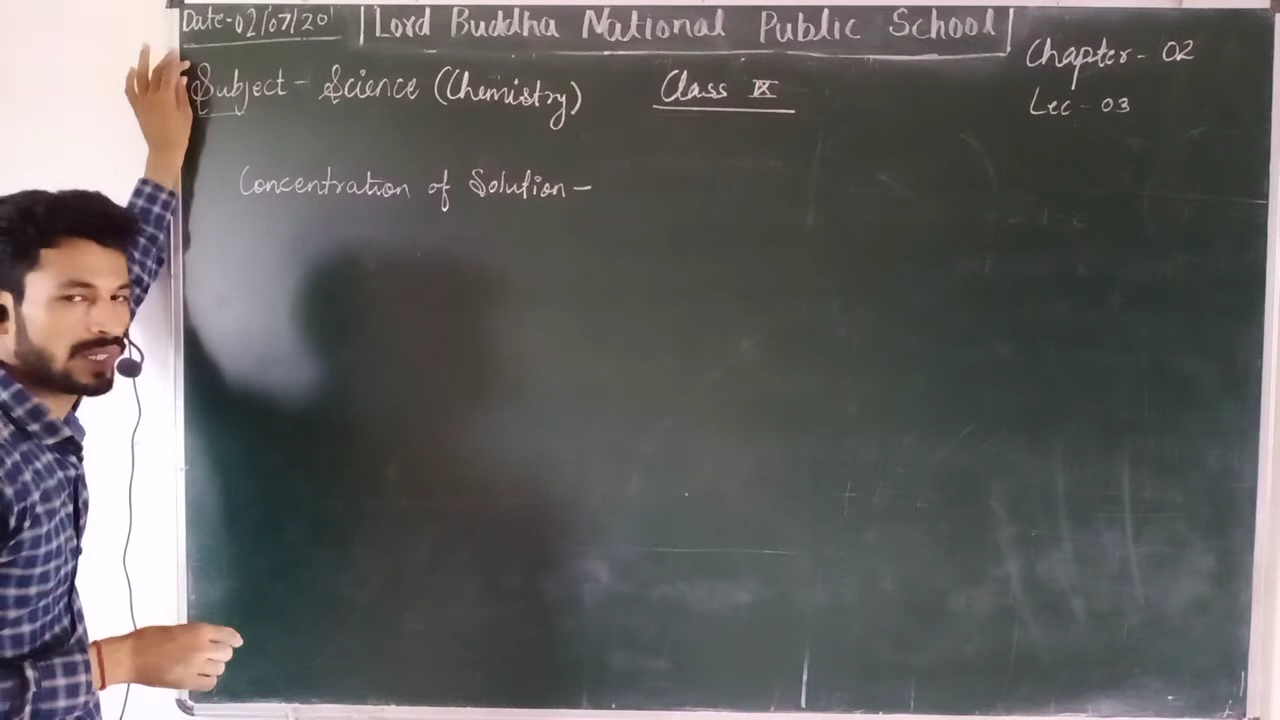 Date-02/07/20
Lord Buddha National Public School
Chapter-02
Subject-Science (Chemistry)
Class IX
Lec-03
Concentration of Solution-